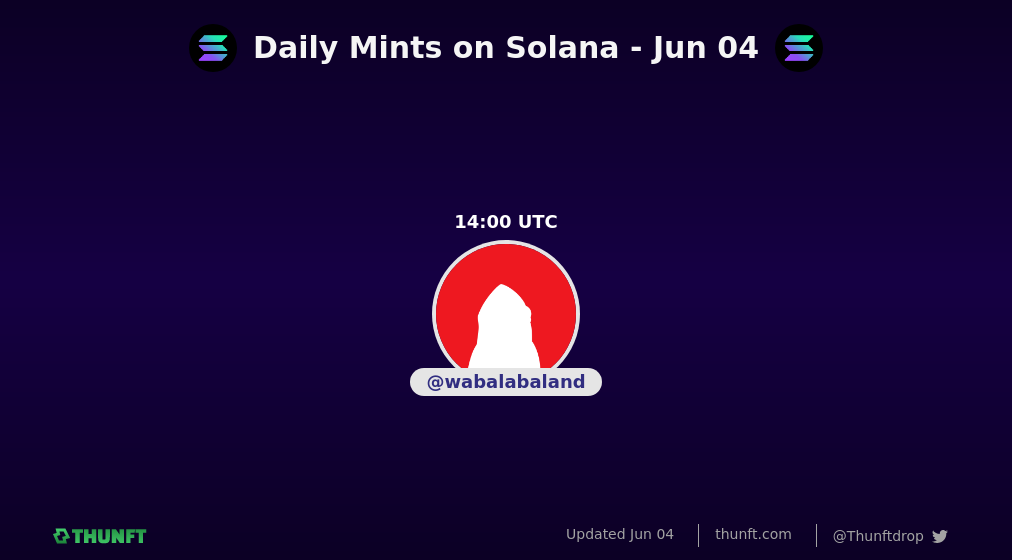 Daily Mints on Solana - Jun 04
14:00 UTC
@wabalabaland
THUNFT
Updated Jun 04
thunft.com
@Thunftdrop